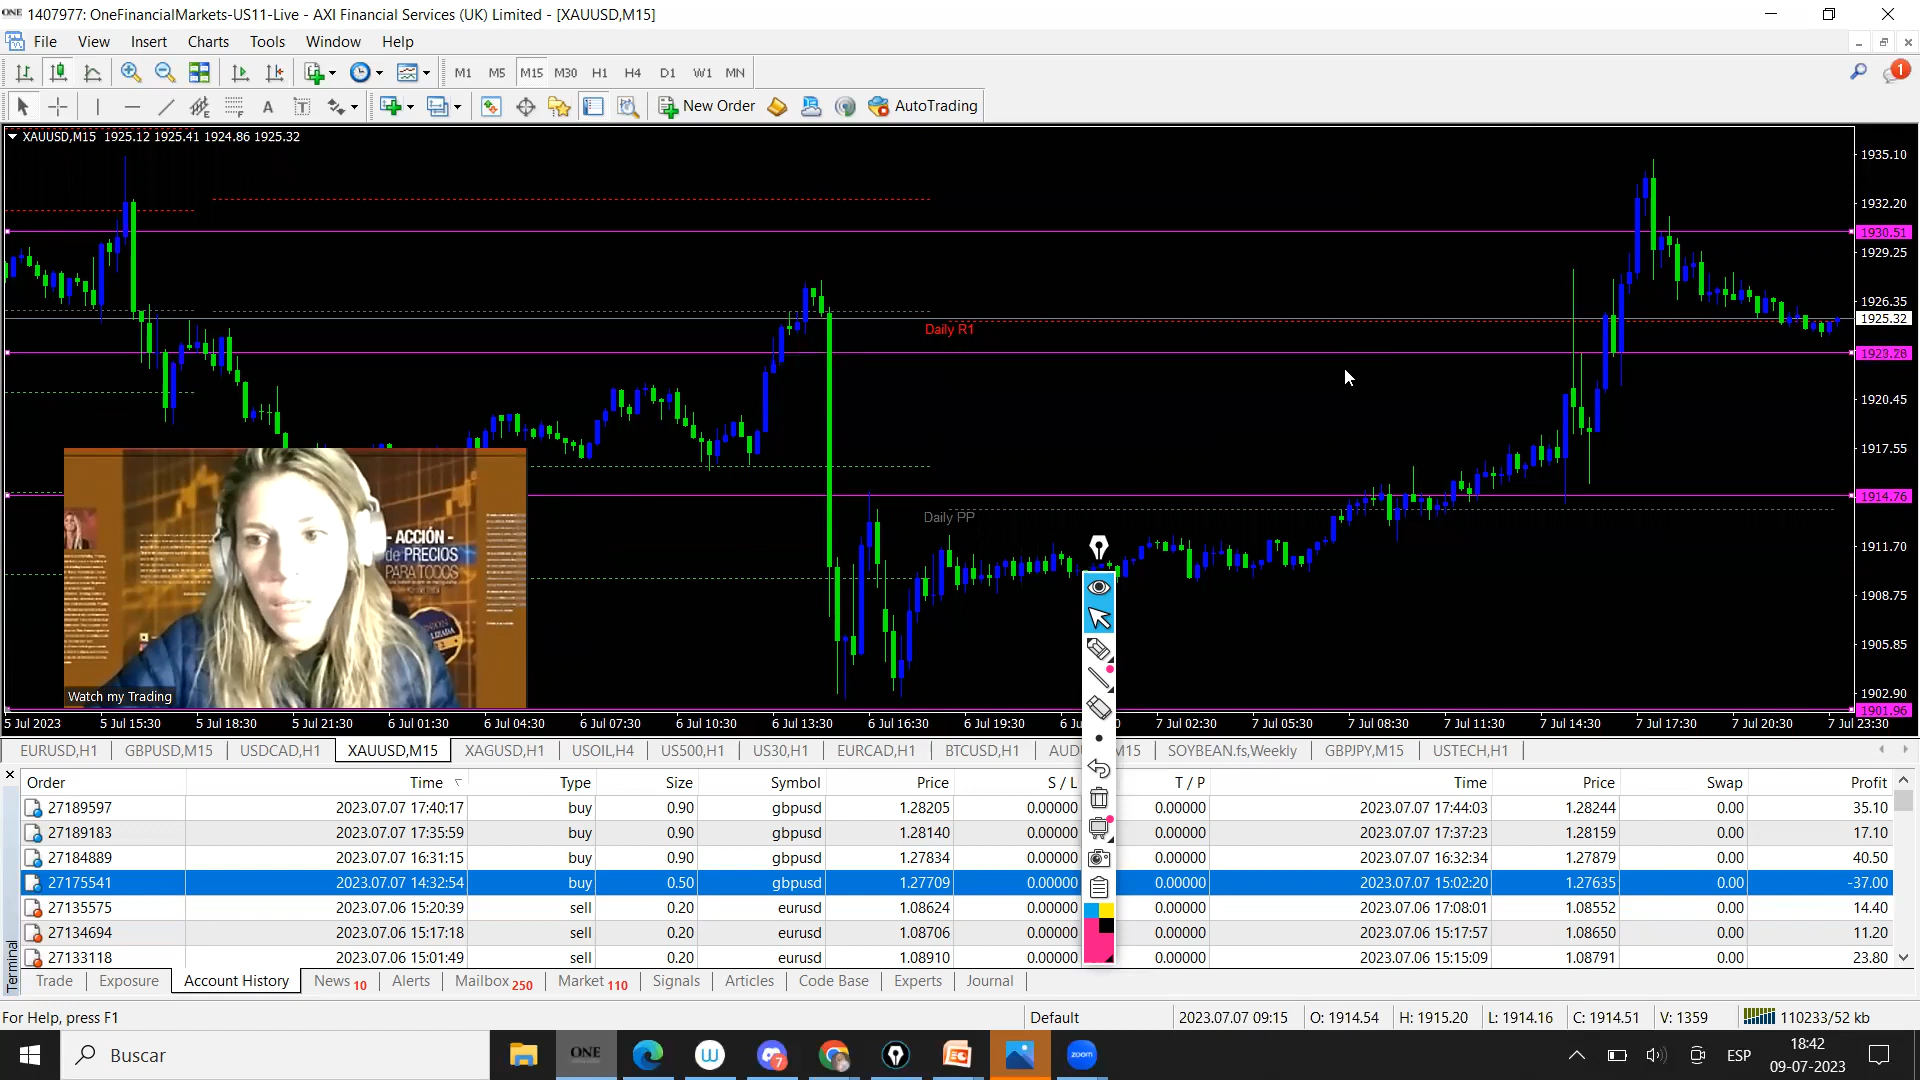 ONE 1407977: OneFinancialMarkets-US11-Live - AXI Financial Services (UK) Limited - [XAUUSD,M15]
File View Insert Charts Tools Window Help
M1 M5 M15 M30 H1 H4 D1 W1 MN
1
A T New Order AutoTrading
XAUUSD,M15 1925.12 1925.41 1924.86 1925.32
1935.10
1932.20
1930.51
1929.25
1926.35
1925.32
Daily R1
1923.28
1920.45
1917.55
1914.76
Daily PP
1911.70
1908.75
1905.85
1902.90
1901.96
- ACCIÓN -
de PRECIOS
PARA TODOS
Watch my Trading
5 Jul 2023 5 Jul 15:30 5 Jul 18:30 5 Jul 21:30 6 Jul 01:30 6 Jul 04:30 6 Jul 07:30 6 Jul 10:30 6 Jul 13:30 6 Jul 16:30 6 Jul 19:30 7 Jul 02:30 7 Jul 05:30 7 Jul 08:30 7 Jul 11:30 7 Jul 14:30 7 Jul 17:30 7 Jul 20:30 7 Jul 23:30
EURUSD,H1 GBPUSD,M15 USDCAD,H1 XAUUSD,M15 XAGUSD,H1 USOIL,H4 US500,H1 US30,H1 EURCAD,H1 BTCUSD,H1 SOYBEAN.fs,Weekly GBPJPY,M15 USTECH,H1
Order Time Type Size Symbol Price S / L T / P Time Price Swap Profit
27189597 2023.07.07 17:40:17 buy 0.90 gbpusd 1.28205 0.00000 0.00000 2023.07.07 17:44:03 1.28244 0.00 35.10
27189183 2023.07.07 17:35:59 buy 0.90 gbpusd 1.28140 0.00000 0.00000 2023.07.07 17:37:23 1.28159 0.00 17.10
27184889 2023.07.07 16:31:15 buy 0.90 gbpusd 1.27834 0.00000 0.00000 2023.07.07 16:32:34 1.27879 0.00 40.50
27175541 2023.07.07 14:32:54 buy 0.50 gbpusd 1.27709 0.00000 0.00000 2023.07.07 15:02:20 1.27635 0.00 -37.00
27135575 2023.07.06 15:20:39 sell 0.20 eurusd 1.08624 0.00000 0.00000 2023.07.06 17:08:01 1.08552 0.00 14.40
27134694 2023.07.06 15:17:18 sell 0.20 eurusd 1.08706 0.00000 0.00000 2023.07.06 15:17:57 1.08650 0.00 11.20
27133118 2023.07.06 15:01:49 sell 0.20 eurusd 1.08910 0.00000 0.00000 2023.07.06 15:15:09 1.08791 0.00 23.80
Terminal
Trade Exposure Account History News 10 Alerts Mailbox 250 Market 110 Signals Articles Code Base Experts Journal
For Help, press F1 Default 2023.07.07 09:15 O: 1914.54 H: 1915.20 L: 1914.16 C: 1914.51 V: 1359 110233/52 kb
Buscar ONE 7 zoom ESP 18:42
09-07-2023